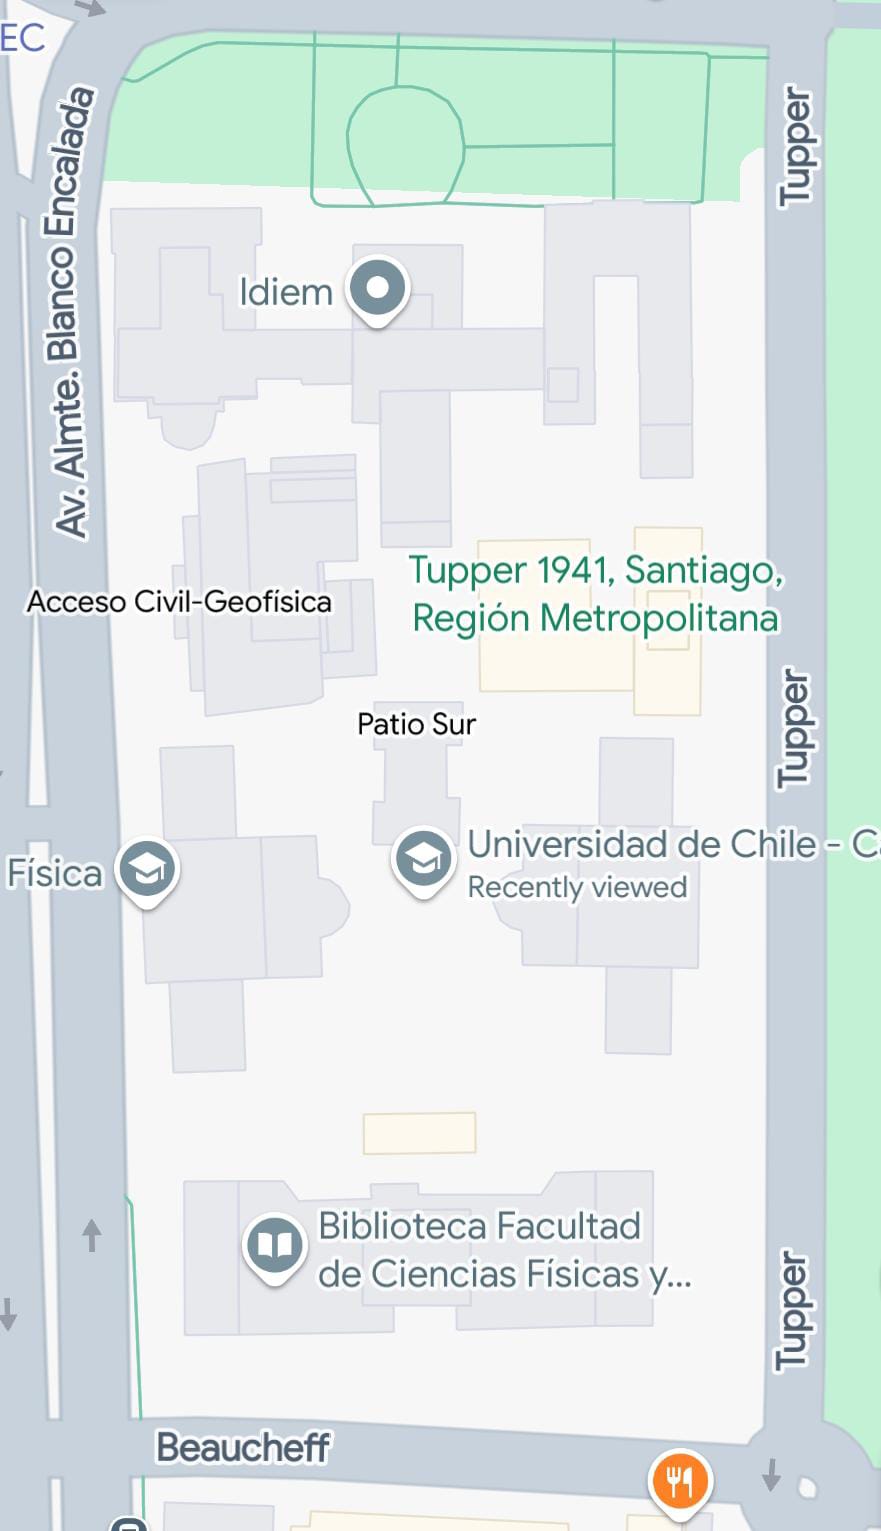 EC
Tupper
Av. Almte. Blanco Encalada
Idiem
Tupper 1941, Santiago,
Región Metropolitana
Acceso Civil-Geofísica
Patio Sur
Tupper
Universidad de Chile - C
Recently viewed
Física
Biblioteca Facultad
de Ciencias Físicas y...
Tupper
Beaucheff